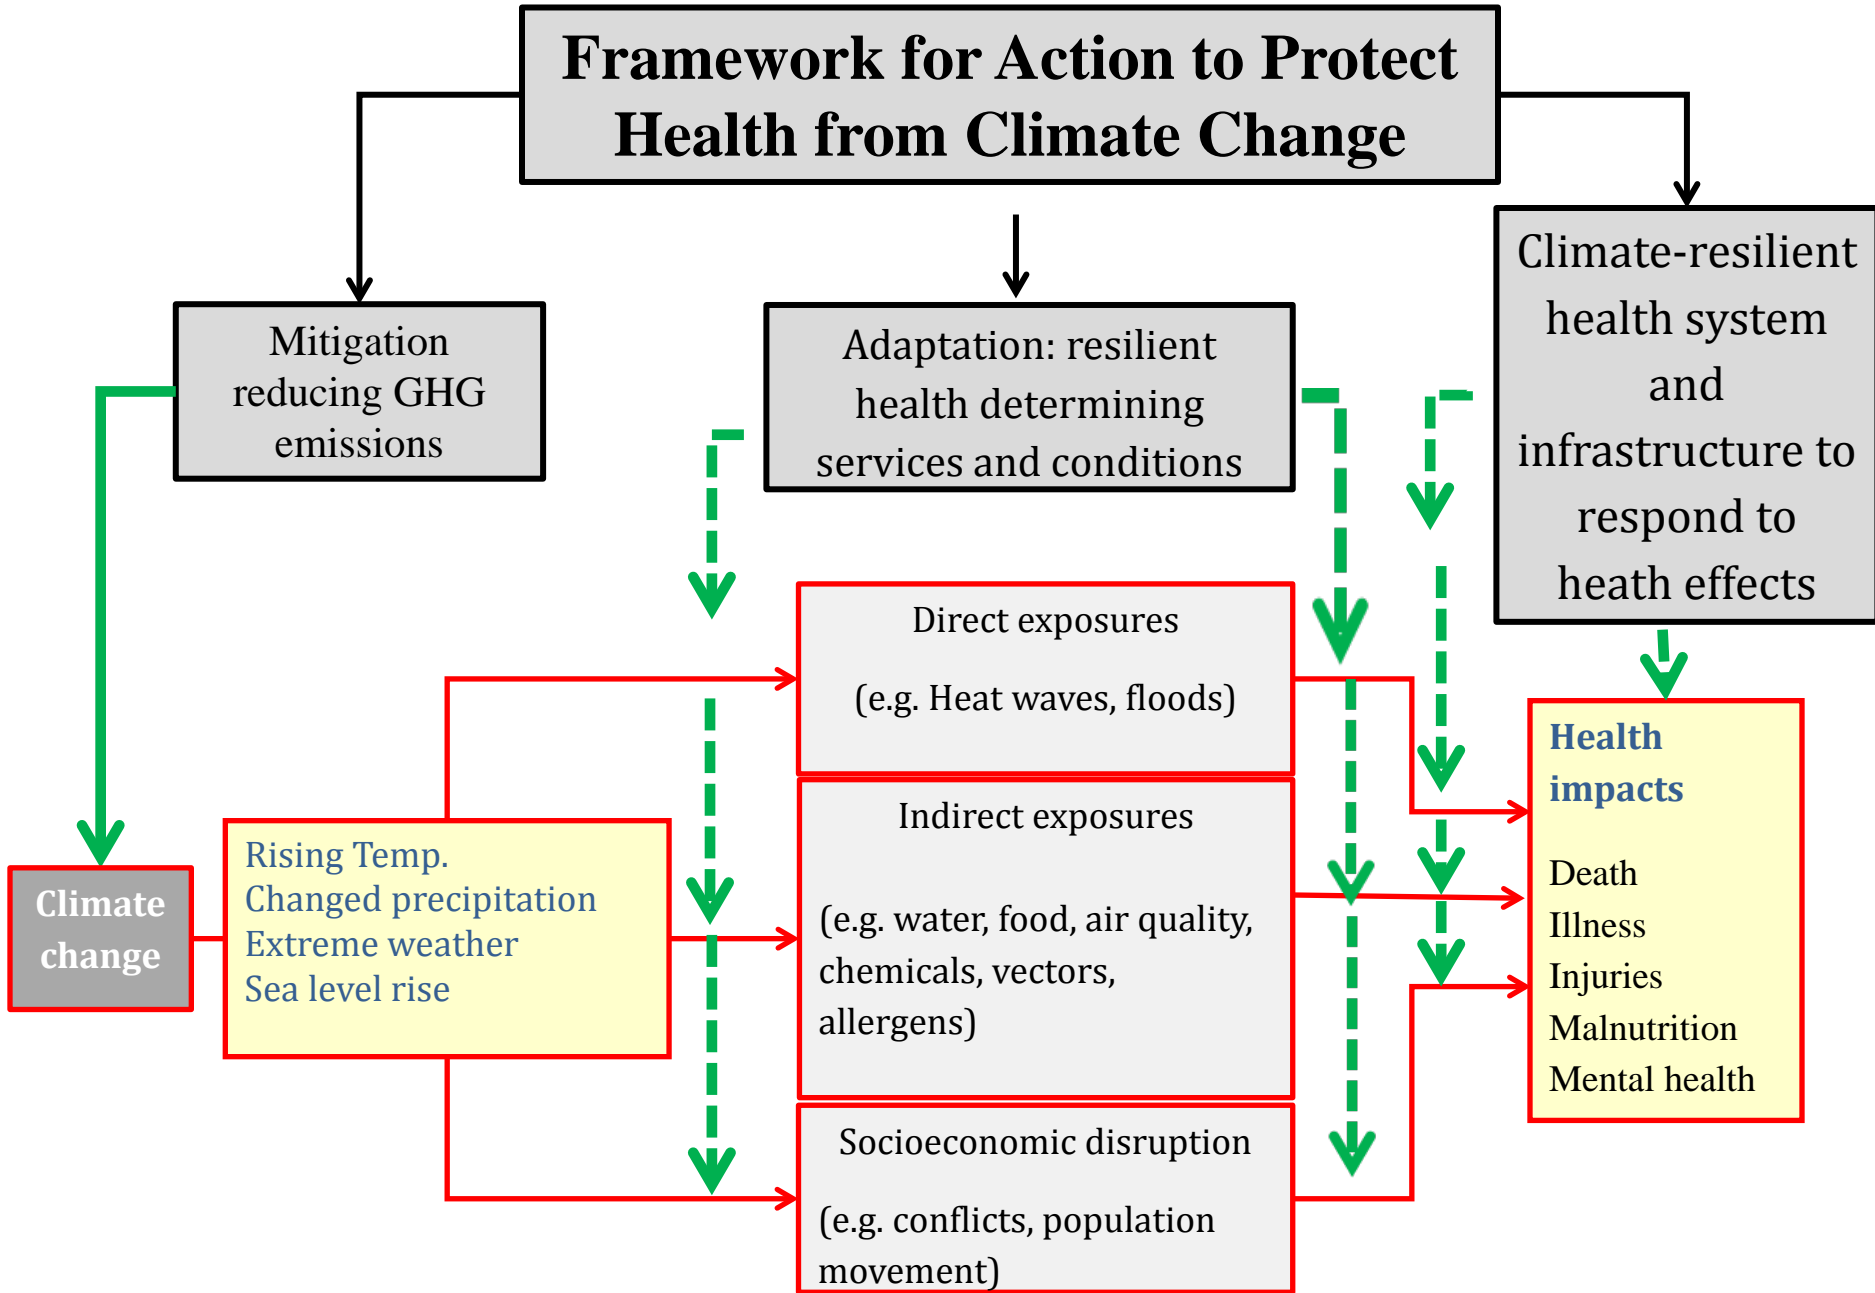 Framework for Action to Protect
Health from Climate Change
Mitigation
reducing GHG
emissions
Adaptation: resilient
health determining
services and conditions
Climate-resilient
health system
and
infrastructure to
respond to
heath effects
Direct exposures
(e.g. Heat waves, floods)
Indirect exposures
(e.g. water, food, air quality,
chemicals, vectors,
allergens)
Socioeconomic disruption
(e.g. conflicts, population
movement)
Climate
change
Rising Temp.
Changed precipitation
Extreme weather
Sea level rise
Health
impacts
Death
Illness
Injuries
Malnutrition
Mental health